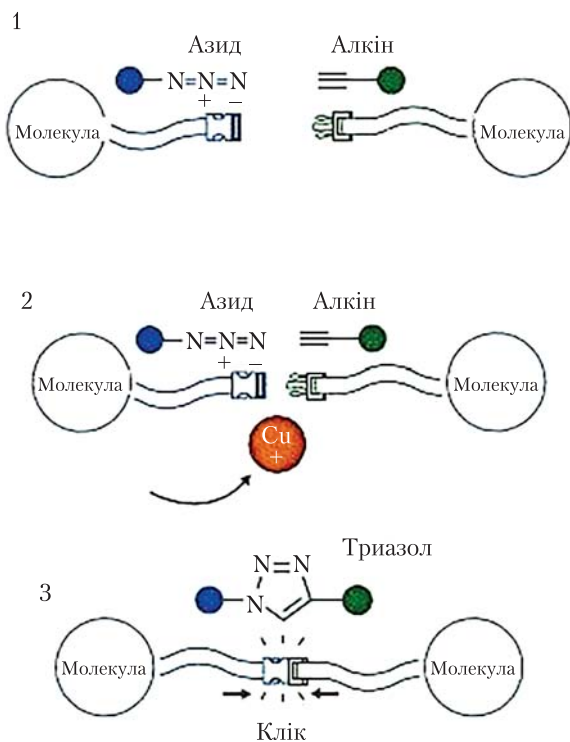 1
Азид Алкін
N=N=N
+ −
Молекула Молекула
2
Азид Алкін
N=N=N
+ −
Молекула Молекула
Cu
+
Триазол
3
N=N
N
Молекула Молекула
Клік